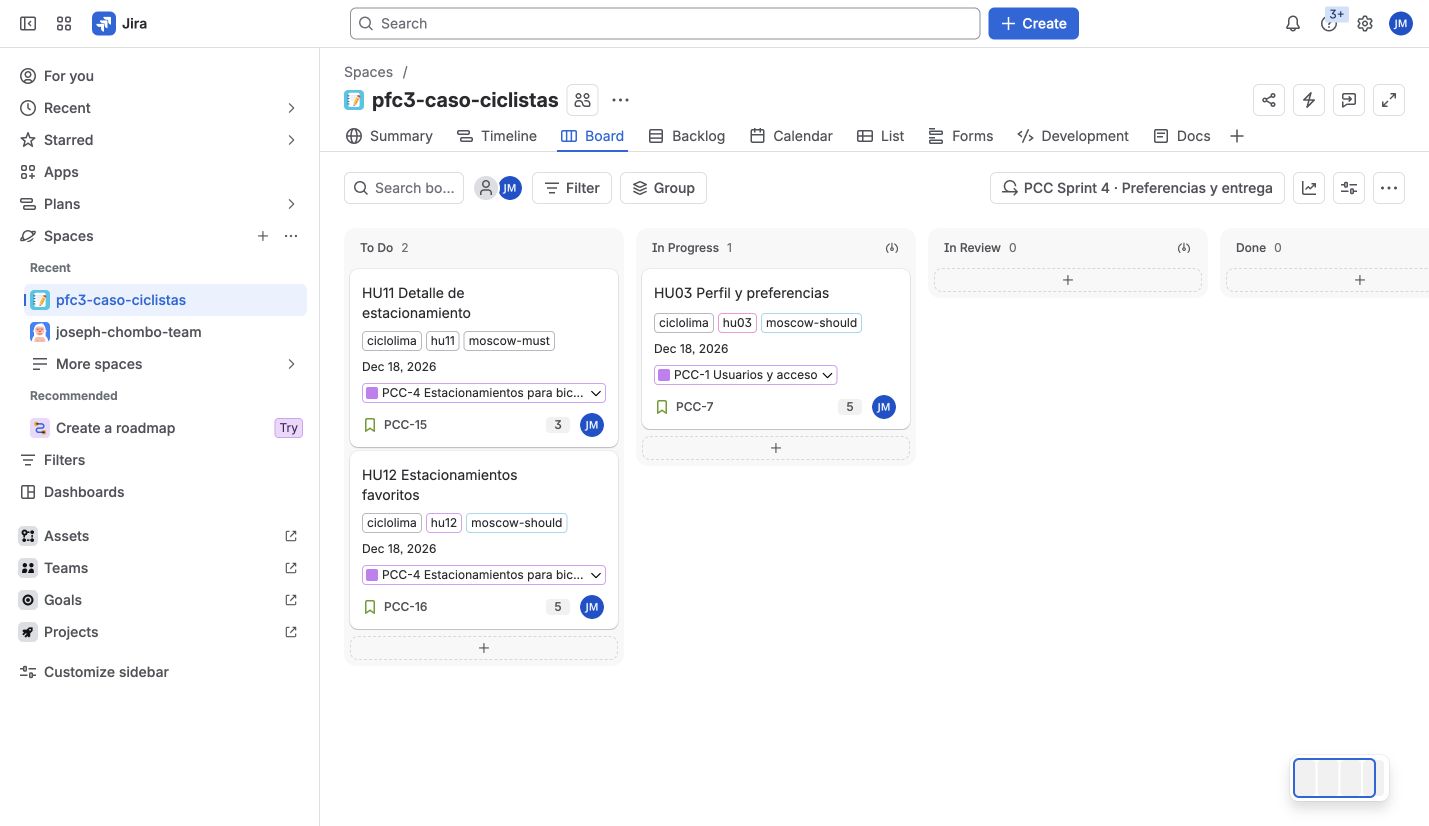 Jira
Search
Create
3+
JM
For you
Recent
Starred
Apps
Plans
Spaces
Recent
pfc3-caso-ciclistas
joseph-chombo-team
More spaces
Recommended
Create a roadmap
Try
Filters
Dashboards
Assets
Teams
Goals
Projects
Customize sidebar
Spaces /
pfc3-caso-ciclistas
Summary
Timeline
Board
Backlog
Calendar
List
Forms
Development
Docs
Search bo...
JM
Filter
Group
PCC Sprint 4 · Preferencias y entrega
To Do 2
HU11 Detalle de
estacionamiento
ciclolima hu11 moscow-must
Dec 18, 2026
PCC-4 Estacionamientos para bic...
PCC-15 3 JM
HU12 Estacionamientos
favoritos
ciclolima hu12 moscow-should
Dec 18, 2026
PCC-4 Estacionamientos para bic...
PCC-16 5 JM
In Progress 1
HU03 Perfil y preferencias
ciclolima hu03 moscow-should
Dec 18, 2026
PCC-1 Usuarios y acceso
PCC-7 5 JM
In Review 0
Done 0